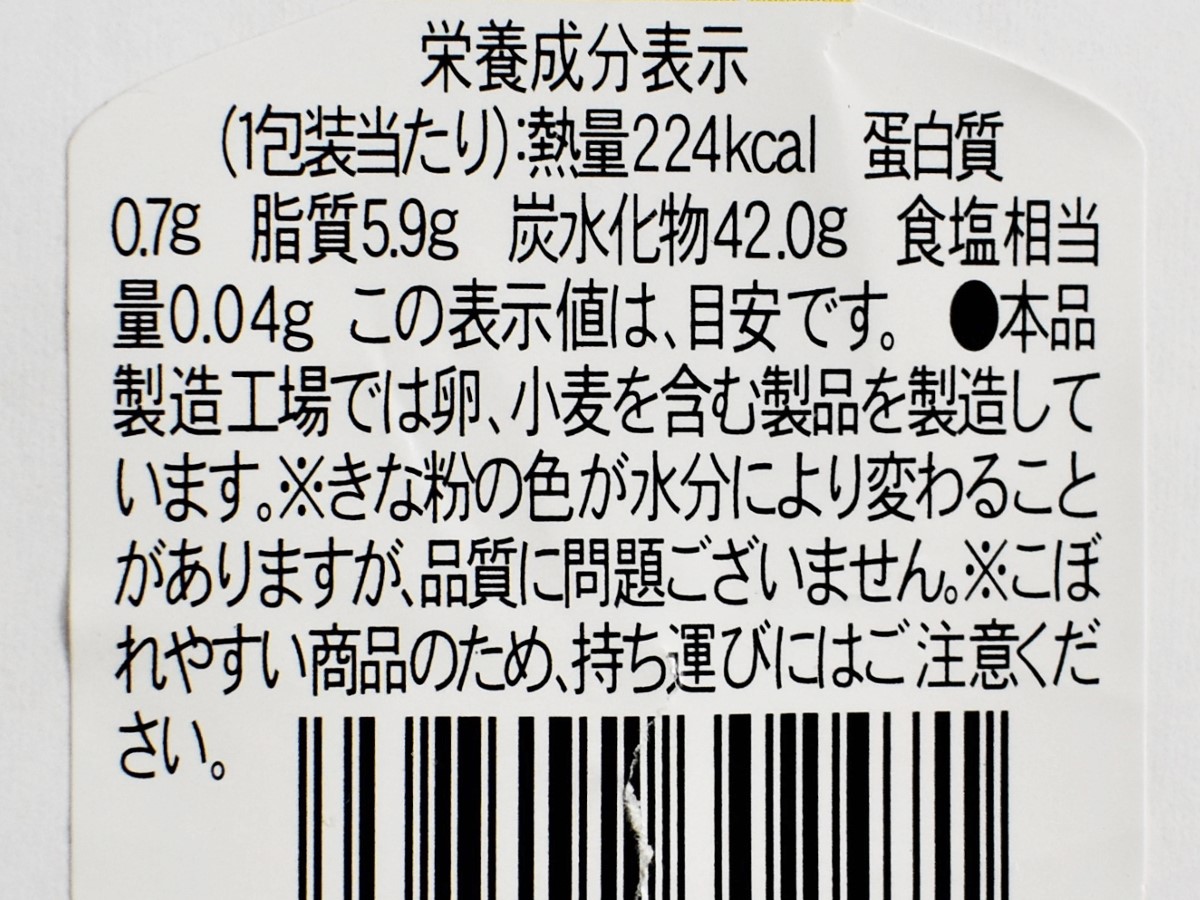 栄養成分表示
(1包装当たり):熱量224kcal 蛋白質
0.7g 脂質5.9g 炭水化物42.0g 食塩相当
量0.04g この表示値は、目安です。 ●本品
製造工場では卵、小麦を含む製品を製造して
います。※きな粉の色が水分により変わること
がありますが、品質に問題ございません。※こぼ
れやすい商品のため、持ち運びにはご注意くだ
さい。